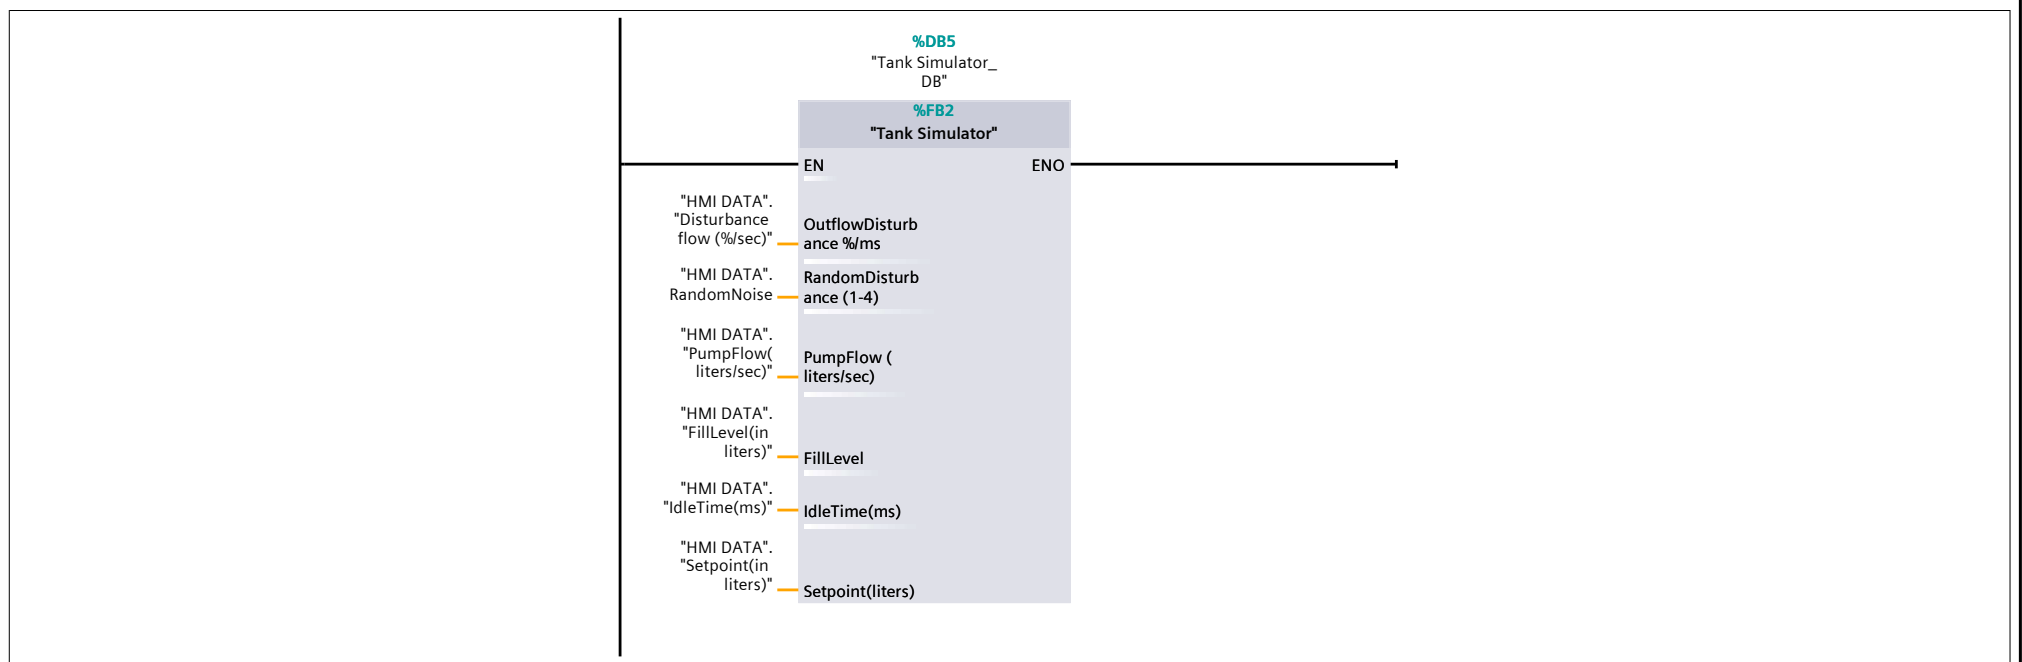 %DB5
"Tank Simulator_
DB"
%FB2
"Tank Simulator"
EN
ENO
"HMI DATA".
"Disturbance
flow (%/sec)"
OutflowDisturb
ance %/ms
"HMI DATA".
RandomNoise
RandomDisturb
ance (1-4)
"HMI DATA".
"PumpFlow(
liters/sec)"
PumpFlow (
liters/sec)
"HMI DATA".
"FillLevel(in
liters)"
FillLevel
"HMI DATA".
"IdleTime(ms)"
IdleTime(ms)
"HMI DATA".
"Setpoint(in
liters)"
Setpoint(liters)